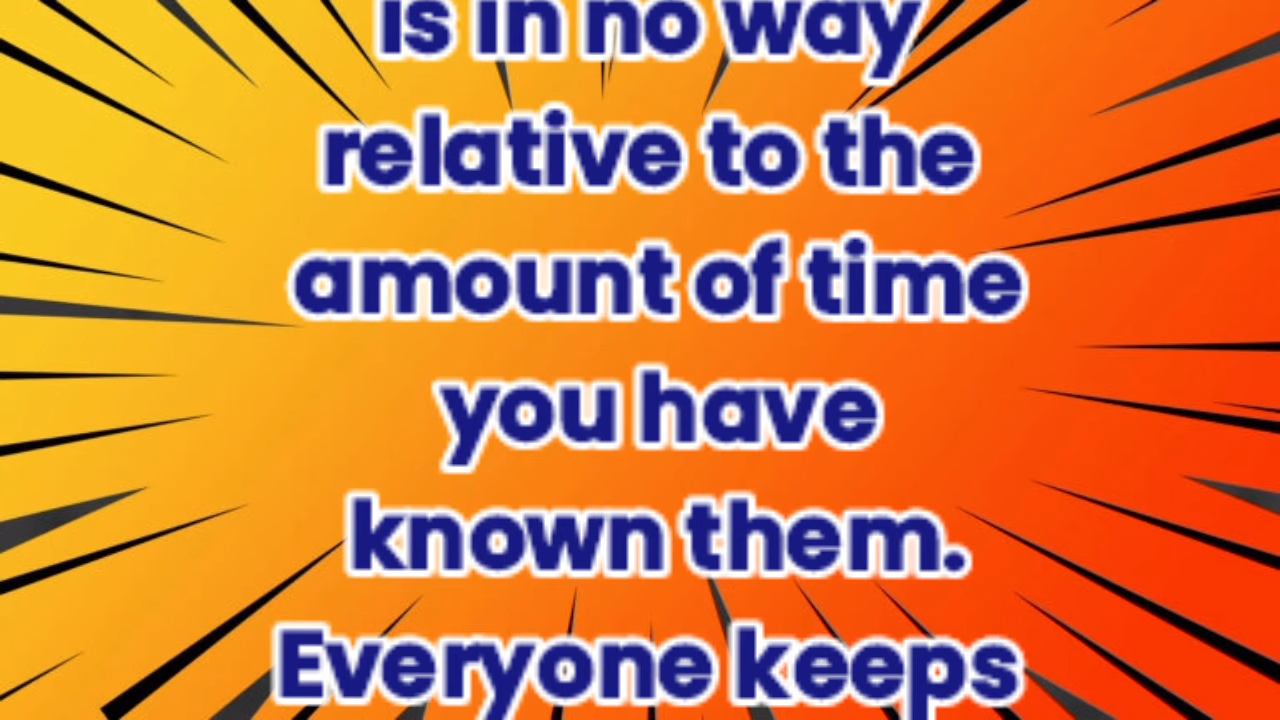 is in no way
relative to the
amount of time
you have
known them.
Everyone keeps